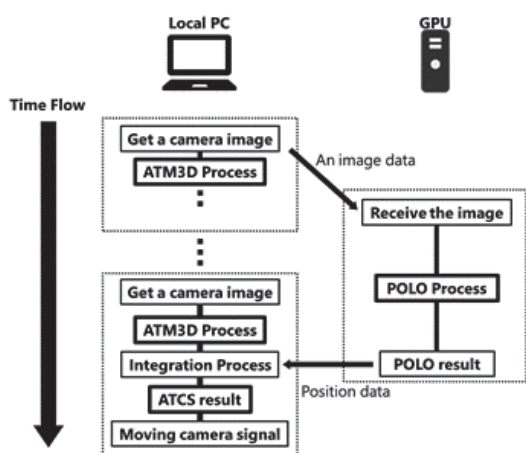 Local PC
GPU
Time Flow
Get a camera image
ATM3D Process
An image data
Receive the image
POLO Process
POLO result
Get a camera image
ATM3D Process
Integration Process
Position data
ATCS result
Moving camera signal